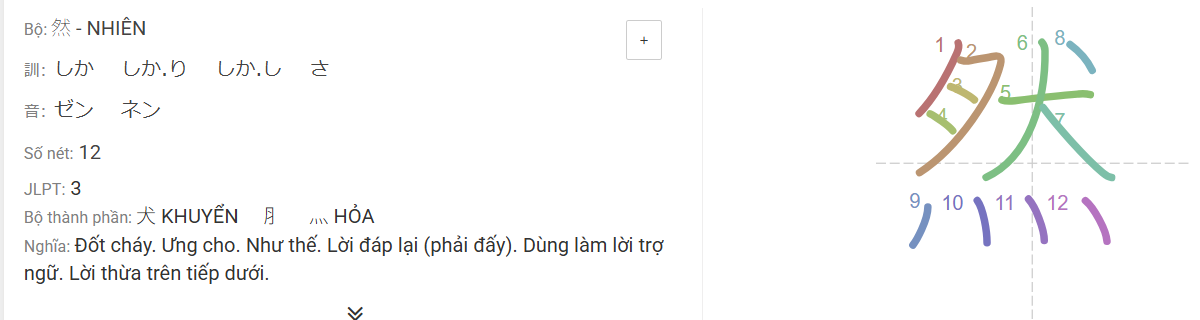 Bộ: 然 - NHIÊN
+
訓: しか しか.り しか.し さ
音: ゼン ネン
Số nét: 12
JLPT: 3
Bộ thành phần: 犬 KHUYỂN ⺼ 灬 HỎA
Nghĩa: Đốt cháy. Ưng cho. Như thế. Lời đáp lại (phải đấy). Dùng làm lời trợ
ngữ. Lời thừa trên tiếp dưới.
然
1 2 3 4 5 6 7 8
9 10 11 12